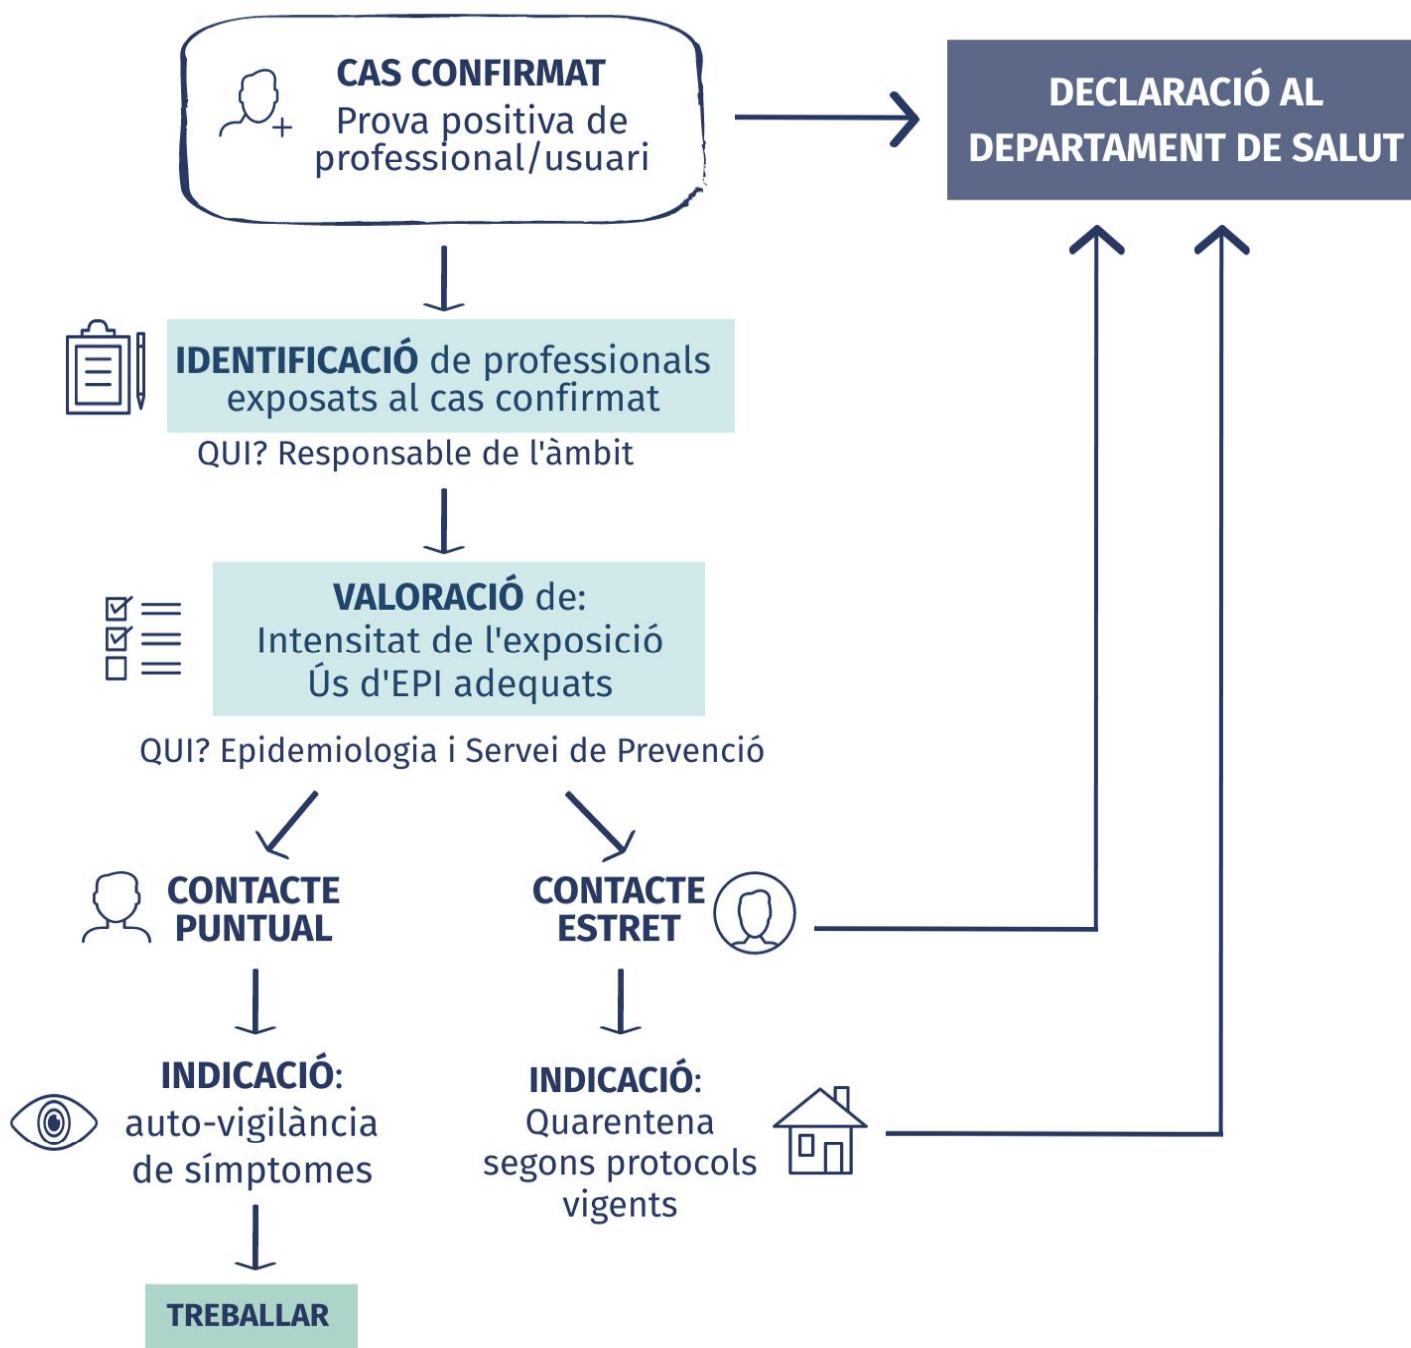 CAS CONFIRMAT
Prova positiva de
professional/usuari
DECLARACIÓ AL
DEPARTAMENT DE SALUT
IDENTIFICACIÓ de professionals
exposats al cas confirmat
QUI? Responsable de l'àmbit
VALORACIÓ de:
Intensitat de l'exposició
Ús d'EPI adequats
QUI? Epidemiologia i Servei de Prevenció
CONTACTE
PUNTUAL
CONTACTE
ESTRET
INDICACIÓ:
auto-vigilància
de símptomes
INDICACIÓ:
Quarentena
segons protocols
vigents
TREBALLAR